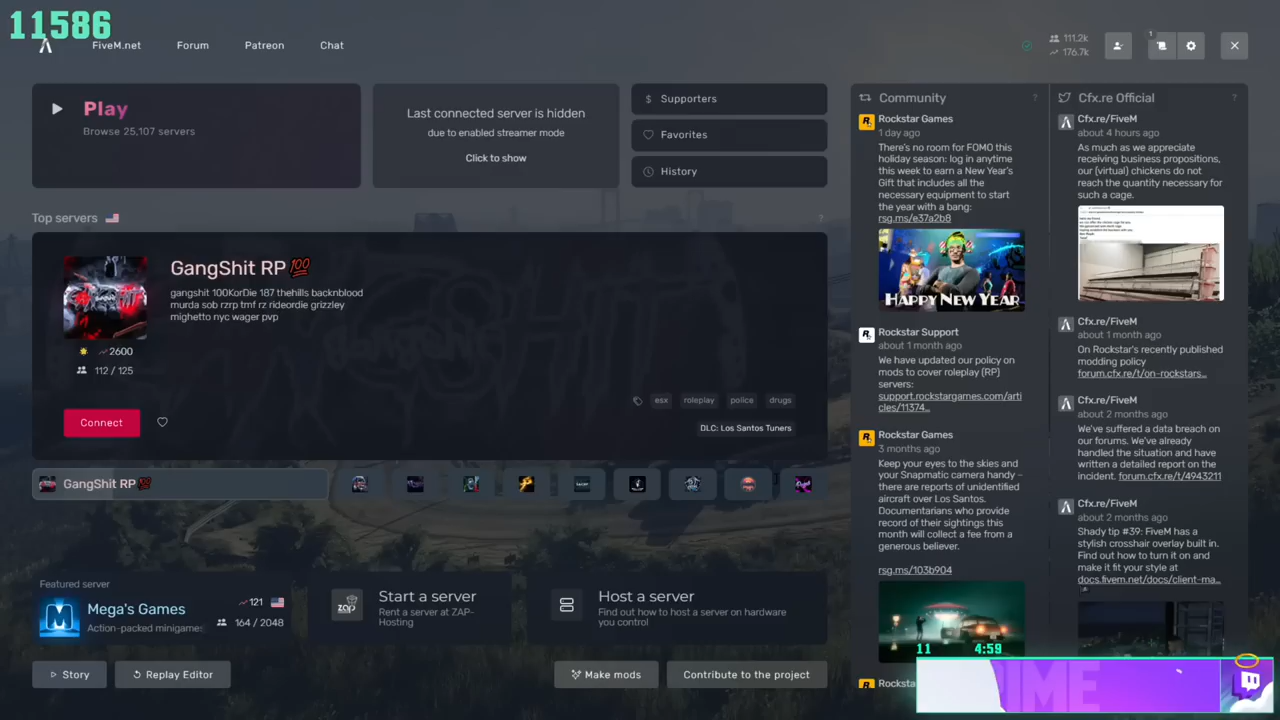 11586
FiveM.net
Forum
Patreon
Chat
111.2k
176.7k
1
Play
Browse 25,107 servers
Last connected server is hidden
due to enabled streamer mode
Click to show
$ Supporters
Favorites
History
Top servers
GangShit RP💯
gangshit 100KorDie 187 thehills backnblood
murda sob rzrp tmf rz rideordie grizzley
mighetto nyc wager pvp
2600
112 / 125
esx
roleplay
police
drugs
Connect
DLC: Los Santos Tuners
GangShit RP💯
Featured server
Mega's Games
121
Action-packed minigame
164 / 2048
ZAP
Start a server
Rent a server at ZAP-
Hosting
Host a server
Find out how to host a server on hardware
you control
Story
Replay Editor
Make mods
Contribute to the project
Community
?
Rockstar Games
1 day ago
There's no room for FOMO this
holiday season: log in anytime
this week to earn a New Year's
Gift that includes all the
necessary equipment to start
the year with a bang:
rsg.ms/e37a2b8
HAPPY NEW YEAR
Rockstar Support
about 1 month ago
We have updated our policy on
mods to cover roleplay (RP)
servers:
support.rockstargames.com/arti
cles/11374…
Rockstar Games
3 months ago
Keep your eyes to the skies and
your Snapmatic camera handy –
there are reports of unidentified
aircraft over Los Santos.
Documentarians who provide
record of their sightings this
month will collect a fee from a
generous believer.
rsg.ms/103b904
11
4:59
Rocksta
Cfx.re Official
?
Cfx.re/FiveM
about 4 hours ago
As much as we appreciate
receiving business propositions,
our (virtual) chickens do not
reach the quantity necessary for
such a cage.
Cfx.re/FiveM
about 1 month ago
On Rockstar's recently published
modding policy
forum.cfx.re/t/on-rockstars…
Cfx.re/FiveM
about 2 months ago
We've suffered a data breach on
our forums. We've already
handled the situation and have
written a detailed report on the
incident. forum.cfx.re/t/4943211
Cfx.re/FiveM
about 2 months ago
Shady tip #39: FiveM has a
stylish crosshair overlay built in.
Find out how to turn it on and
make it fit your style at
docs.fivem.net/docs/client-ma…